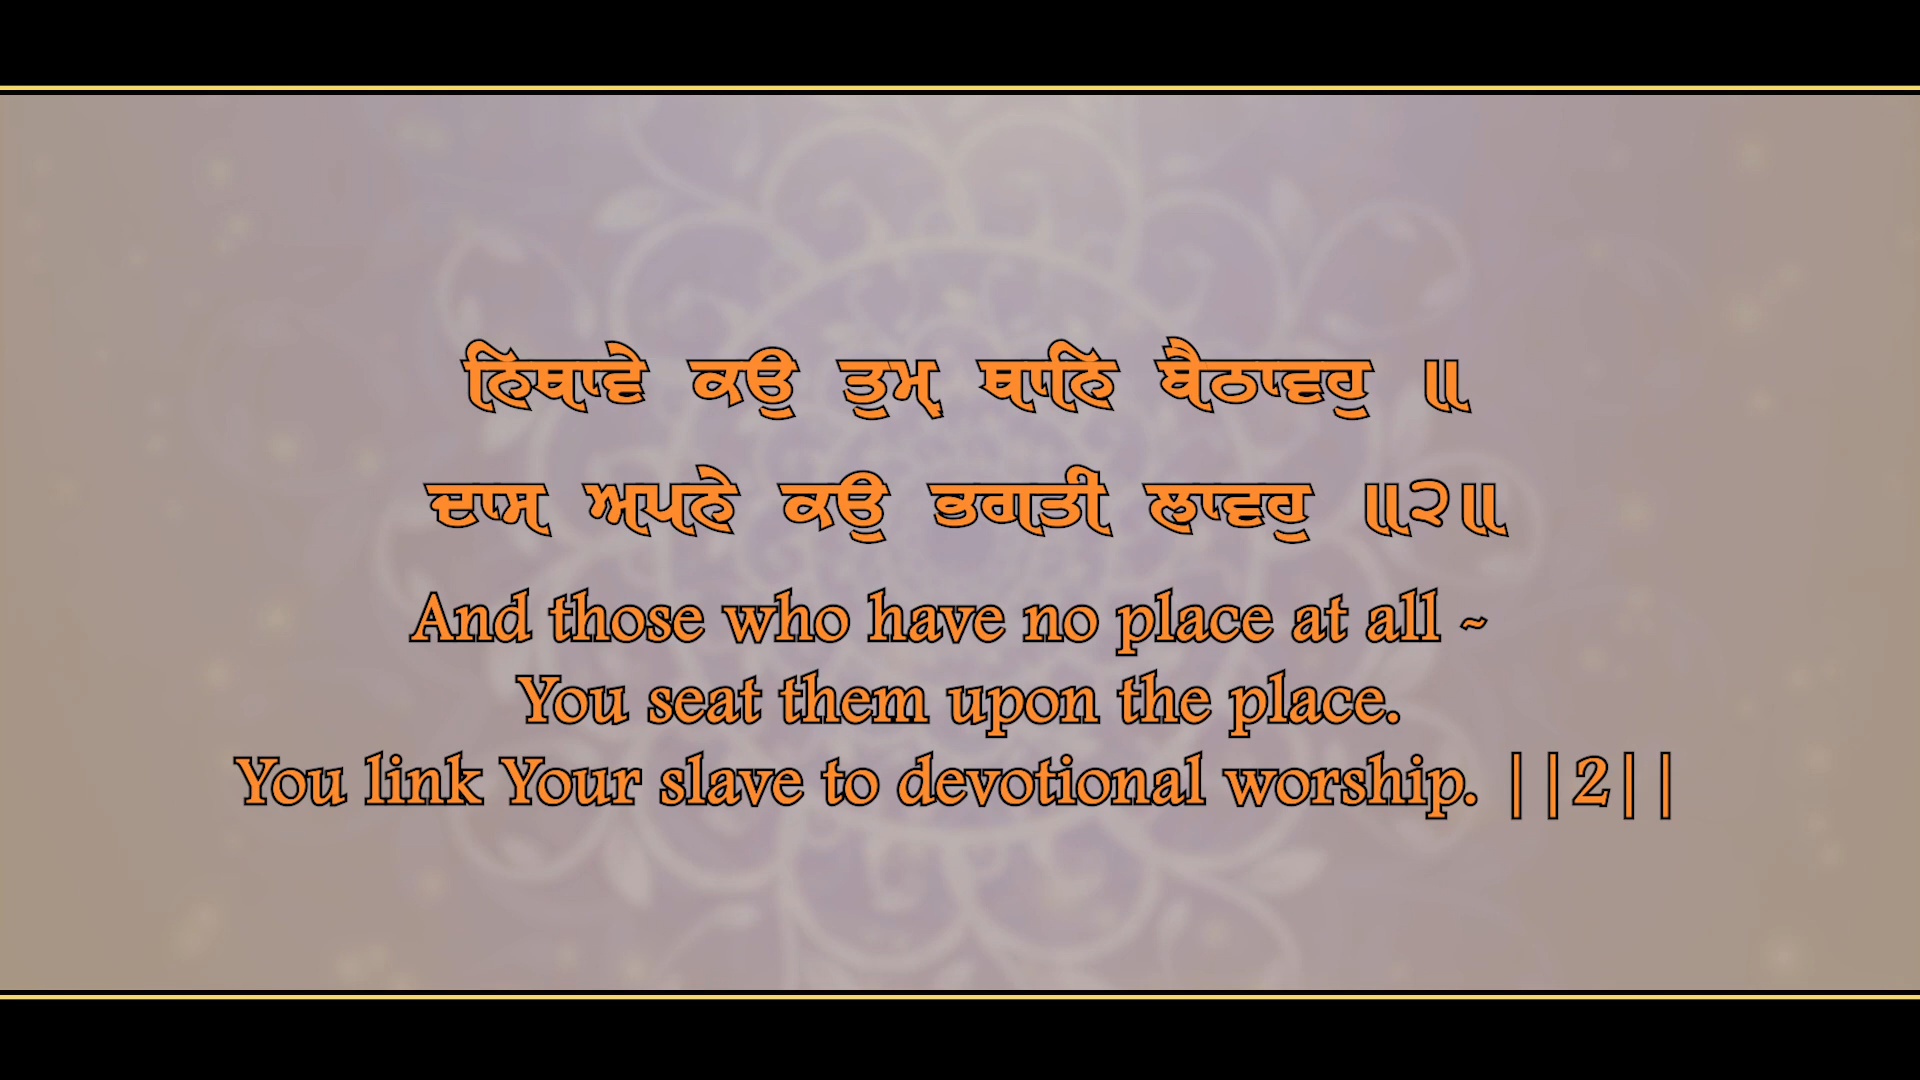 ਨਿਥਾਵੇ ਕਉ ਤੁਮ੍ ਥਾਨਿ ਬੈਠਾਵਹੁ ॥
ਦਾਸ ਅਪਨੇ ਕਉ ਭਗਤੀ ਲਾਵਹੁ ॥੨॥
And those who have no place at all ~
You seat them upon the place.
You link Your slave to devotional worship. ||2||